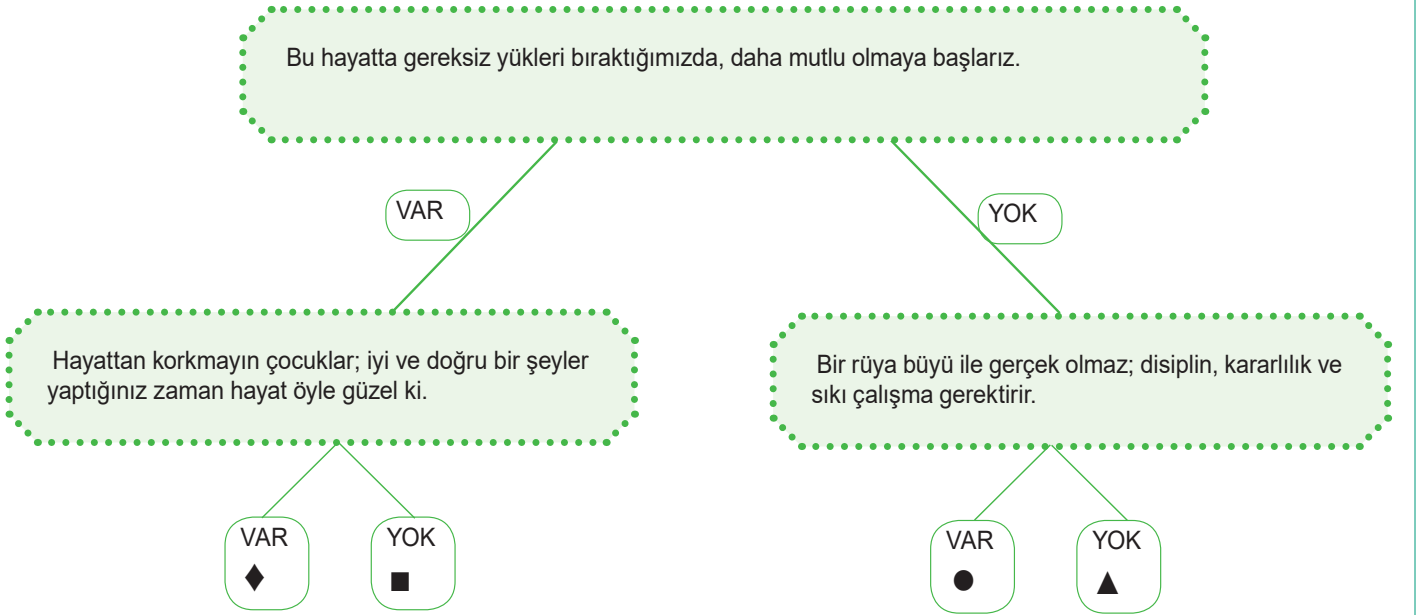 Bu hayatta gereksiz yükleri bıraktığımızda, daha mutlu olmaya başlarız.
VAR
YOK
Hayattan korkmayın çocuklar; iyi ve doğru bir şeyler
yaptığınız zaman hayat öyle güzel ki.
Bir rüya büyü ile gerçek olmaz; disiplin, kararlılık ve
sıkı çalışma gerektirir.
VAR
YOK
VAR
YOK